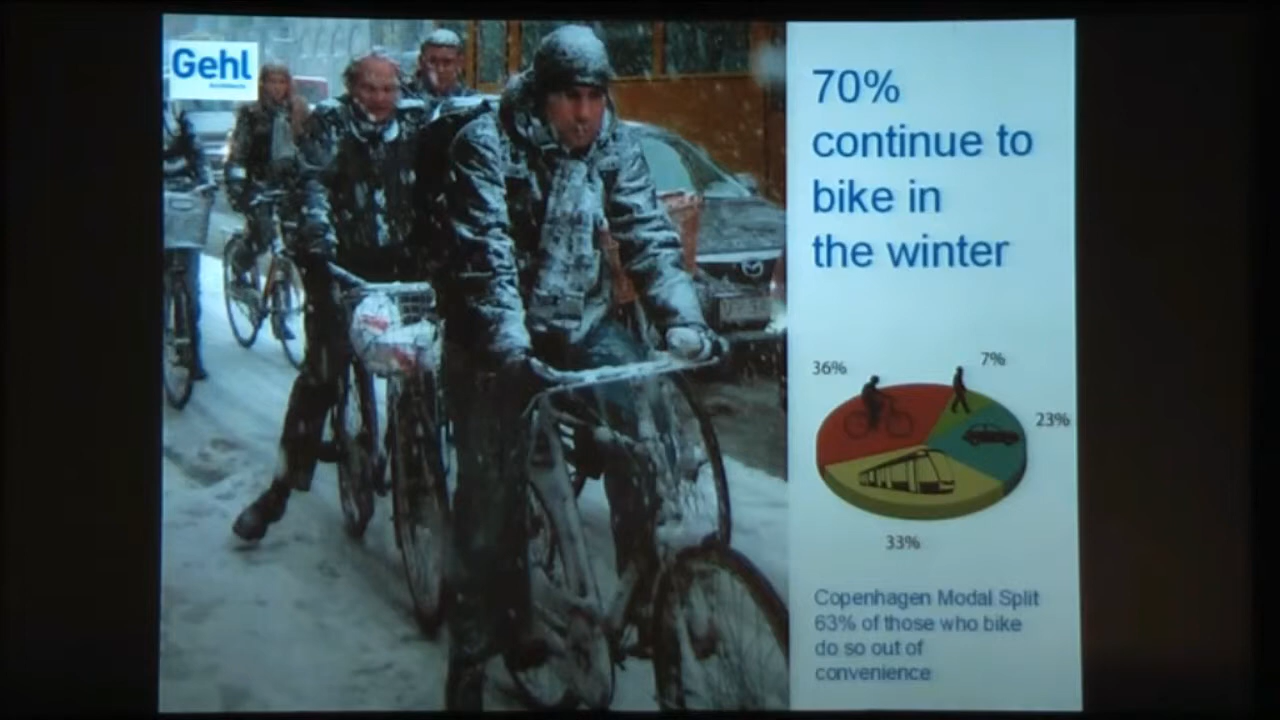 Gehl
Architects
70%
continue to
bike in
the winter
36%
7%
23%
33%
Copenhagen Modal Split
63% of those who bike
do so out of
convenience